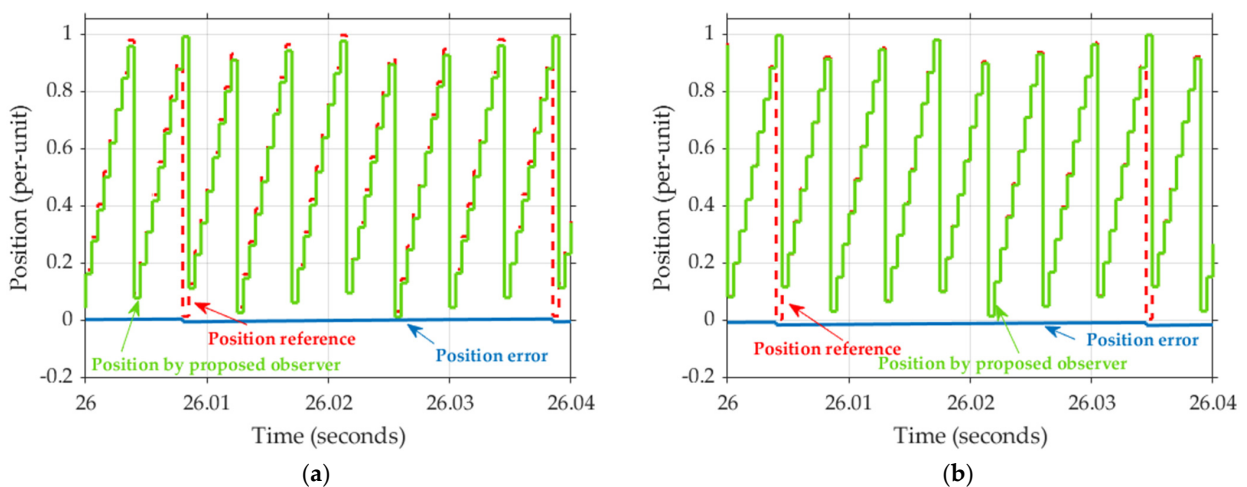 1
0.8
0.6
0.4
0.2
0
-0.2
Position (per-unit)
Position reference
Position error
Position by proposed observer
26 26.01 26.02 26.03 26.04
Time (seconds)
(a)
1
0.8
0.6
0.4
0.2
0
-0.2
Position (per-unit)
Position error
Position reference
Position by proposed observer
26 26.01 26.02 26.03 26.04
Time (seconds)
(b)